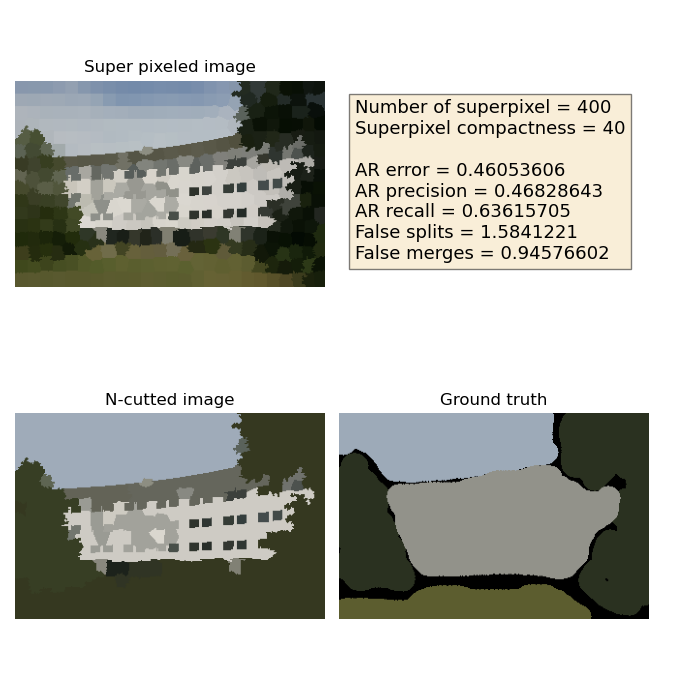 Super pixeled image
Number of superpixel = 400
Superpixel compactness = 40
AR error = 0.46053606
AR precision = 0.46828643
AR recall = 0.63615705
False splits = 1.5841221
False merges = 0.94576602
N-cutted image
Ground truth